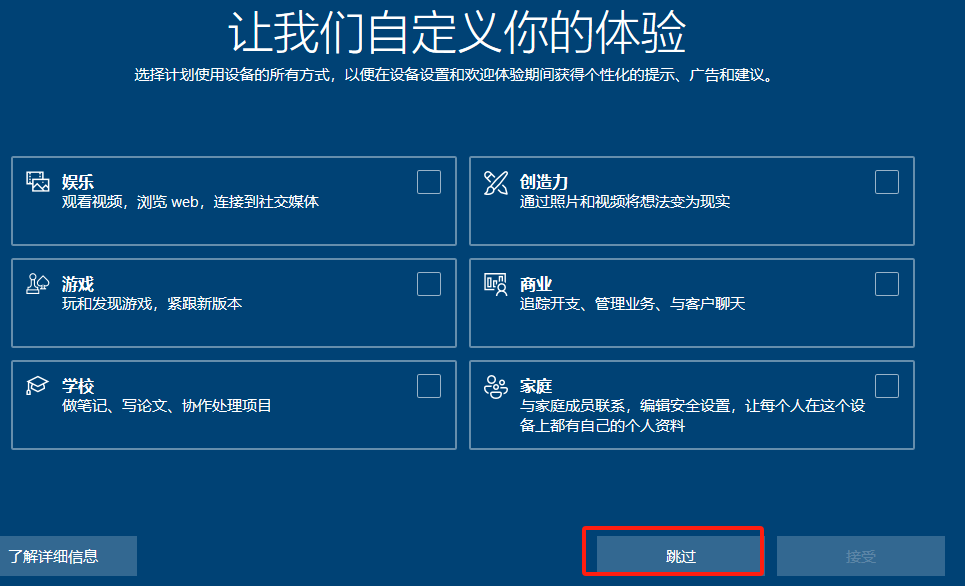 让我们自定义你的体验
选择计划使用设备的所有方式，以便在设备设置和欢迎体验期间获得个性化的提示、广告和建议。
娱乐
观看视频，浏览 web，连接到社交媒体
创造力
通过照片和视频将想法变为现实
游戏
玩和发现游戏，紧跟新版本
商业
追踪开支、管理业务、与客户聊天
学校
做笔记、写论文、协作处理项目
家庭
与家庭成员联系，编辑安全设置，让每个人在这个设
备上都有自己的个人资料
了解详细信息
跳过
接受